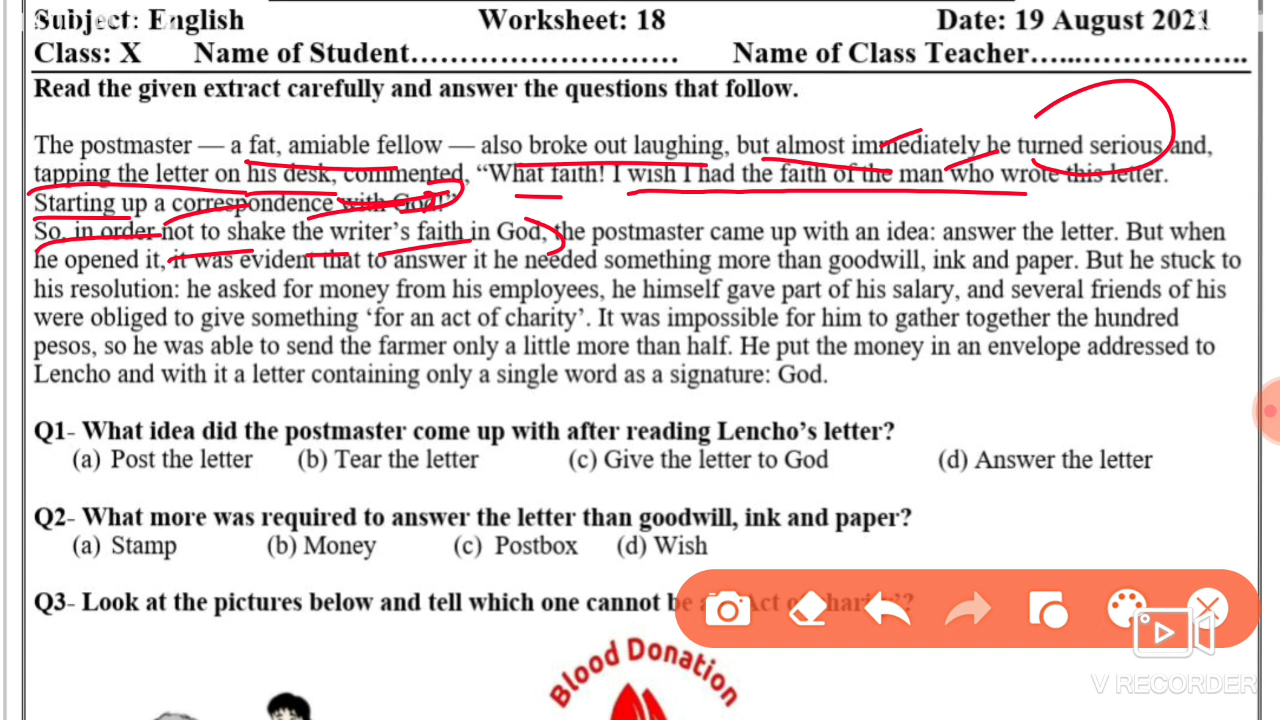 Subject: English Worksheet: 18 Date: 19 August 2021
Class: X Name of Student………………………… Name of Class Teacher…...………………..
Read the given extract carefully and answer the questions that follow.
The postmaster — a fat, amiable fellow — also broke out laughing, but almost immediately he turned serious and,
tapping the letter on his desk, commented, “What faith! I wish I had the faith of the man who wrote this letter.
Starting up a correspondence with God!”
So, in order not to shake the writer’s faith in God, the postmaster came up with an idea: answer the letter. But when
he opened it, it was evident that to answer it he needed something more than goodwill, ink and paper. But he stuck to
his resolution: he asked for money from his employees, he himself gave part of his salary, and several friends of his
were obliged to give something ‘for an act of charity’. It was impossible for him to gather together the hundred
pesos, so he was able to send the farmer only a little more than half. He put the money in an envelope addressed to
Lencho and with it a letter containing only a single word as a signature: God.
Q1- What idea did the postmaster come up with after reading Lencho’s letter?
(a) Post the letter (b) Tear the letter (c) Give the letter to God (d) Answer the letter
Q2- What more was required to answer the letter than goodwill, ink and paper?
(a) Stamp (b) Money (c) Postbox (d) Wish
Q3- Look at the pictures below and tell which one cannot be
V RECORDER
Blood Donation